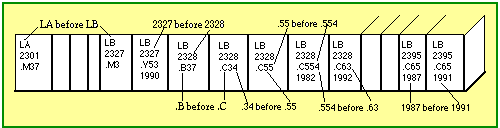 LA before LB
2327 before 2328
.55 before .554
LA
2301
.M37
LB
2327
.M3
LB
2327
.Y53
1990
LB
2328
.B37
LB
2328
.C34
LB
2328
.C55
LB
2328
.C554
1982
LB
2328
.C63
1992
LB
2395
.C65
1987
LB
2395
.C65
1991
.B before .C
.34 before .55
.554 before .63
1987 before 1991